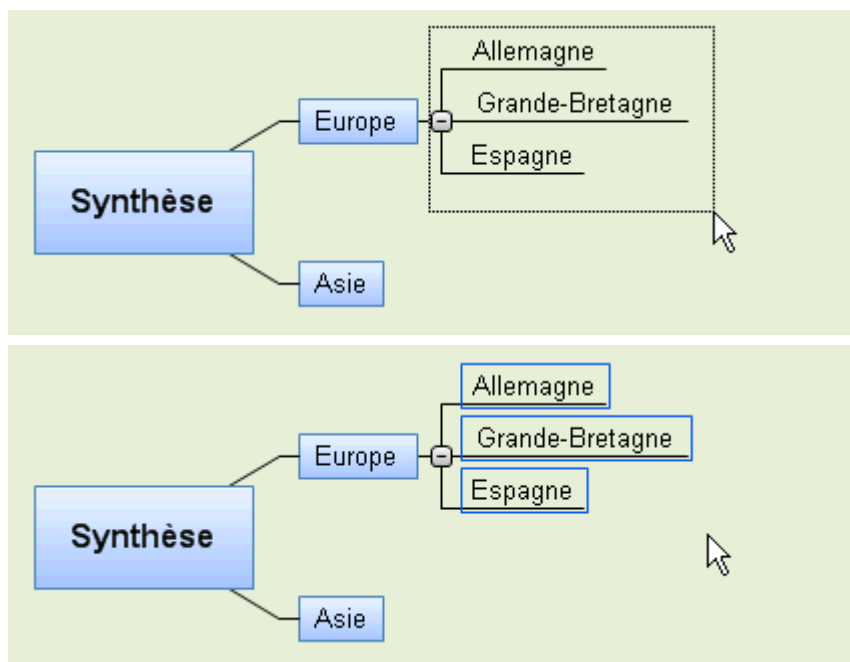 Allemagne
Grande-Bretagne
Europe
Espagne
Synthèse
Asie
Allemagne
Grande-Bretagne
Europe
Espagne
Synthèse
Asie